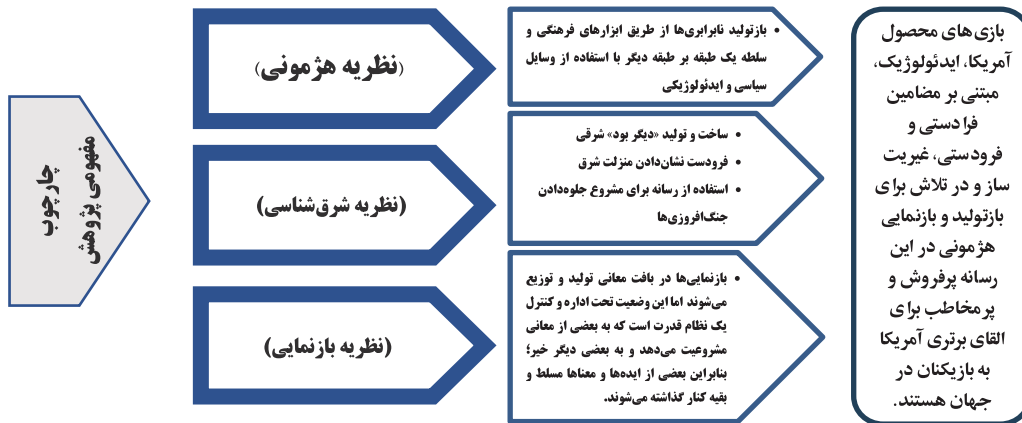 چارچوب
مفهومی پژوهش
(نظریه هژمونی)
• بازتولید نابرابری‌ها از طریق ابزارهای فرهنگی و
سلطه یک طبقه بر طبقه دیگر با استفاده از وسایل
سیاسی و ایدئولوژیکی
(نظریه شرق‌شناسی)
• ساخت و تولید «دیگر بود» شرقی
• فرودست نشان‌دادن منزلت شرق
• استفاده از رسانه برای مشروع جلوه‌دادن
جنگ‌افروزی‌ها
(نظریه بازنمایی)
• بازنمایی‌ها در بافت معانی تولید و توزیع
می‌شوند اما این وضعیت تحت اداره و کنترل
یک نظام قدرت است که به بعضی از معانی
مشروعیت می‌دهد و به بعضی دیگر خیر؛
بنابراین بعضی از ایده‌ها و معناها مسلط و
بقیه کنار گذاشته می‌شوند.
بازی‌های محصول
آمریکا، ایدئولوژیک،
مبتنی بر مضامین
فرادستی و
فرودستی، غیریت
ساز و در تلاش برای
بازتولید و بازنمایی
هژمونی در این
رسانه پرفروش و
پرمخاطب برای
القای برتری آمریکا
به بازیکنان در
جهان هستند.